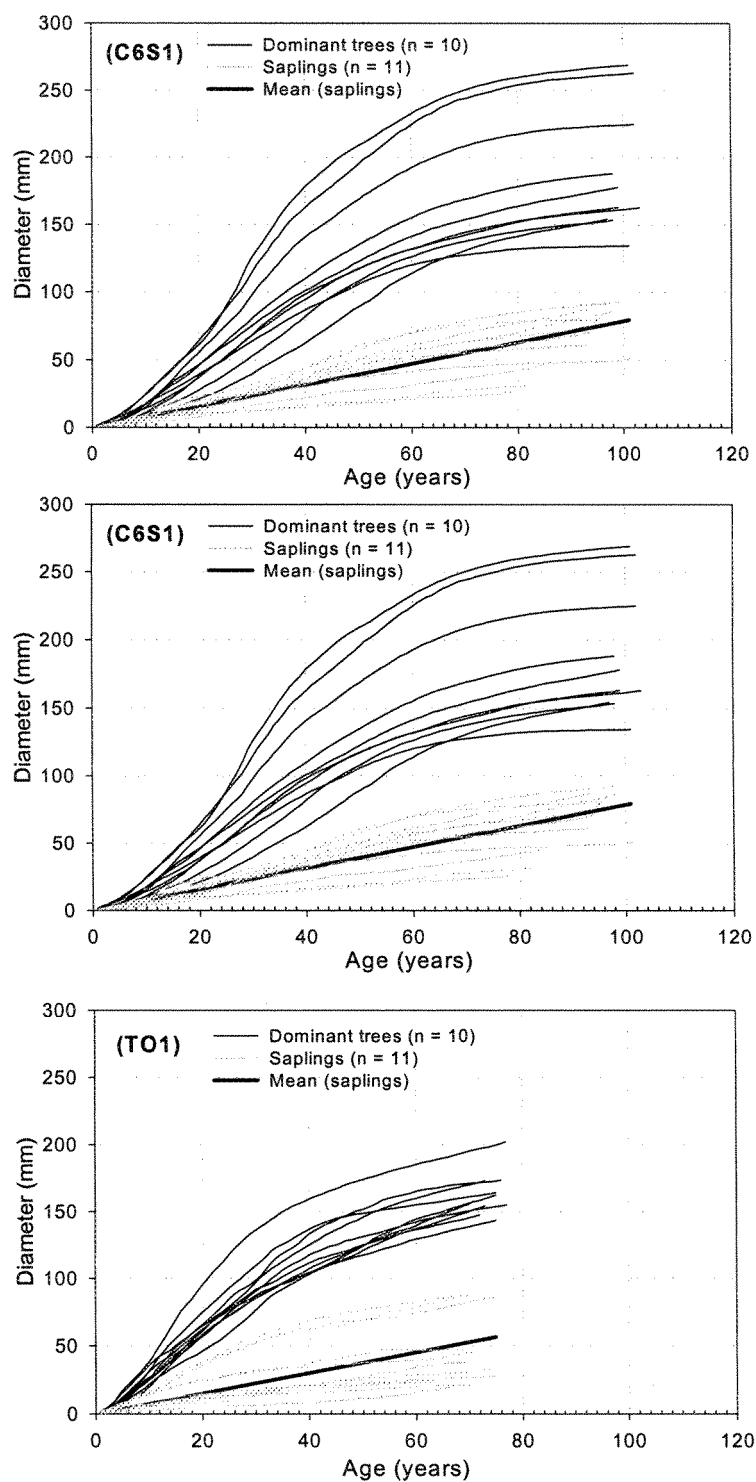 300
250
200
150
100
50
0
Diameter (mm)
(C6S1)
Dominant trees (n = 10)
Saplings (n = 11)
Mean (saplings)
0 20 40 60 80 100 120
Age (years)
300
250
200
150
100
50
0
Diameter (mm)
(C6S1)
Dominant trees (n = 10)
Saplings (n = 11)
Mean (saplings)
0 20 40 60 80 100 120
Age (years)
300
250
200
150
100
50
0
Diameter (mm)
(TO1)
Dominant trees (n = 10)
Saplings (n = 11)
Mean (saplings)
0 20 40 60 80 100 120
Age (years)